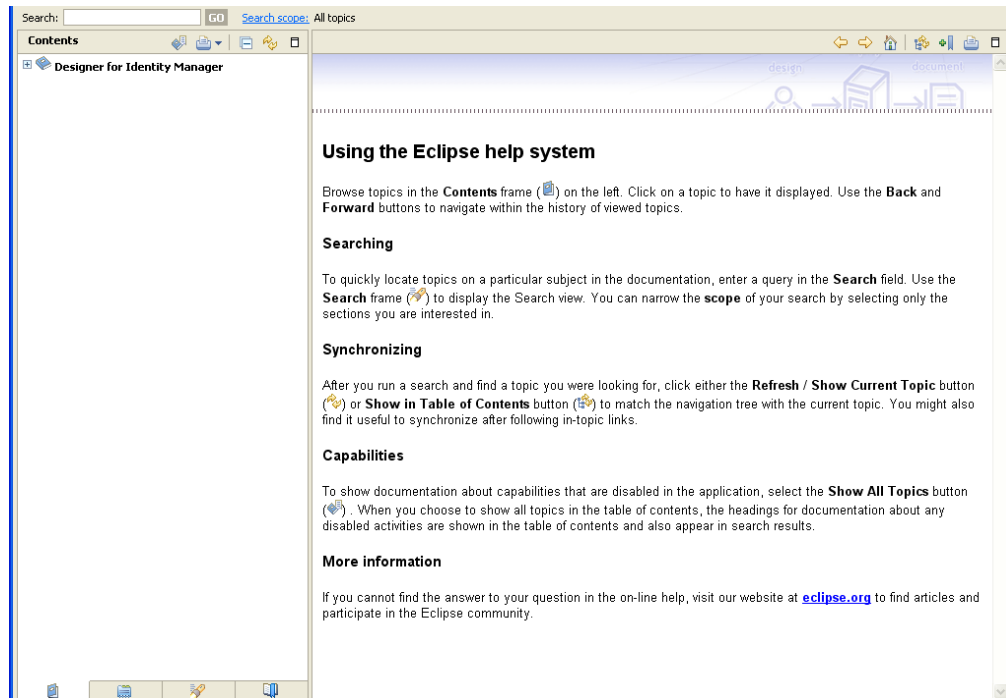 Search: GO Search scope: All topics
Contents
Designer for Identity Manager
design
document
Using the Eclipse help system
Browse topics in the Contents frame ( ) on the left. Click on a topic to have it displayed. Use the Back and
Forward buttons to navigate within the history of viewed topics.
Searching
To quickly locate topics on a particular subject in the documentation, enter a query in the Search field. Use the
Search frame ( ) to display the Search view. You can narrow the scope of your search by selecting only the
sections you are interested in.
Synchronizing
After you run a search and find a topic you were looking for, click either the Refresh / Show Current Topic button
( ) or Show in Table of Contents button ( ) to match the navigation tree with the current topic. You might also
find it useful to synchronize after following in-topic links.
Capabilities
To show documentation about capabilities that are disabled in the application, select the Show All Topics button
( ) . When you choose to show all topics in the table of contents, the headings for documentation about any
disabled activities are shown in the table of contents and also appear in search results.
More information
If you cannot find the answer to your question in the on-line help, visit our website at eclipse.org to find articles and
participate in the Eclipse community.